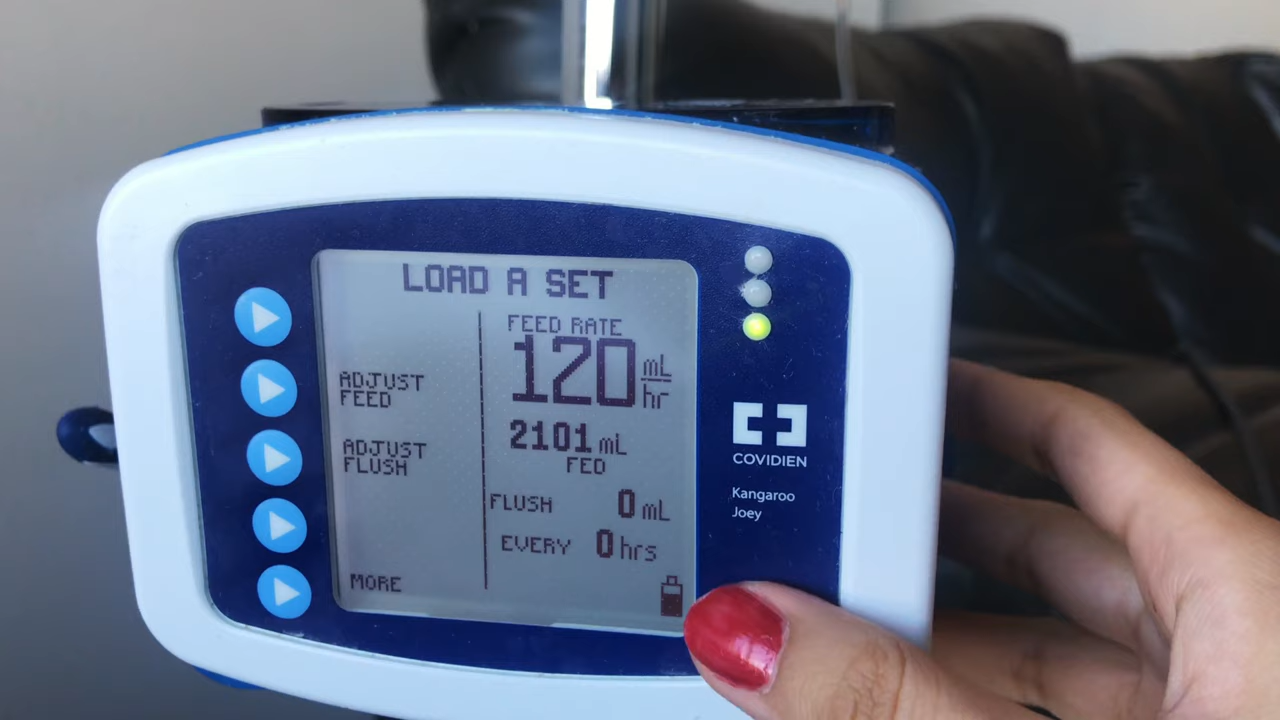 LOAD A SET
FEED RATE
120 mL/hr
ADJUST
FEED
2101 mL
FED
ADJUST
FLUSH
FLUSH 0 mL
EVERY 0 hrs
MORE
COVIDIEN
Kangaroo
Joey